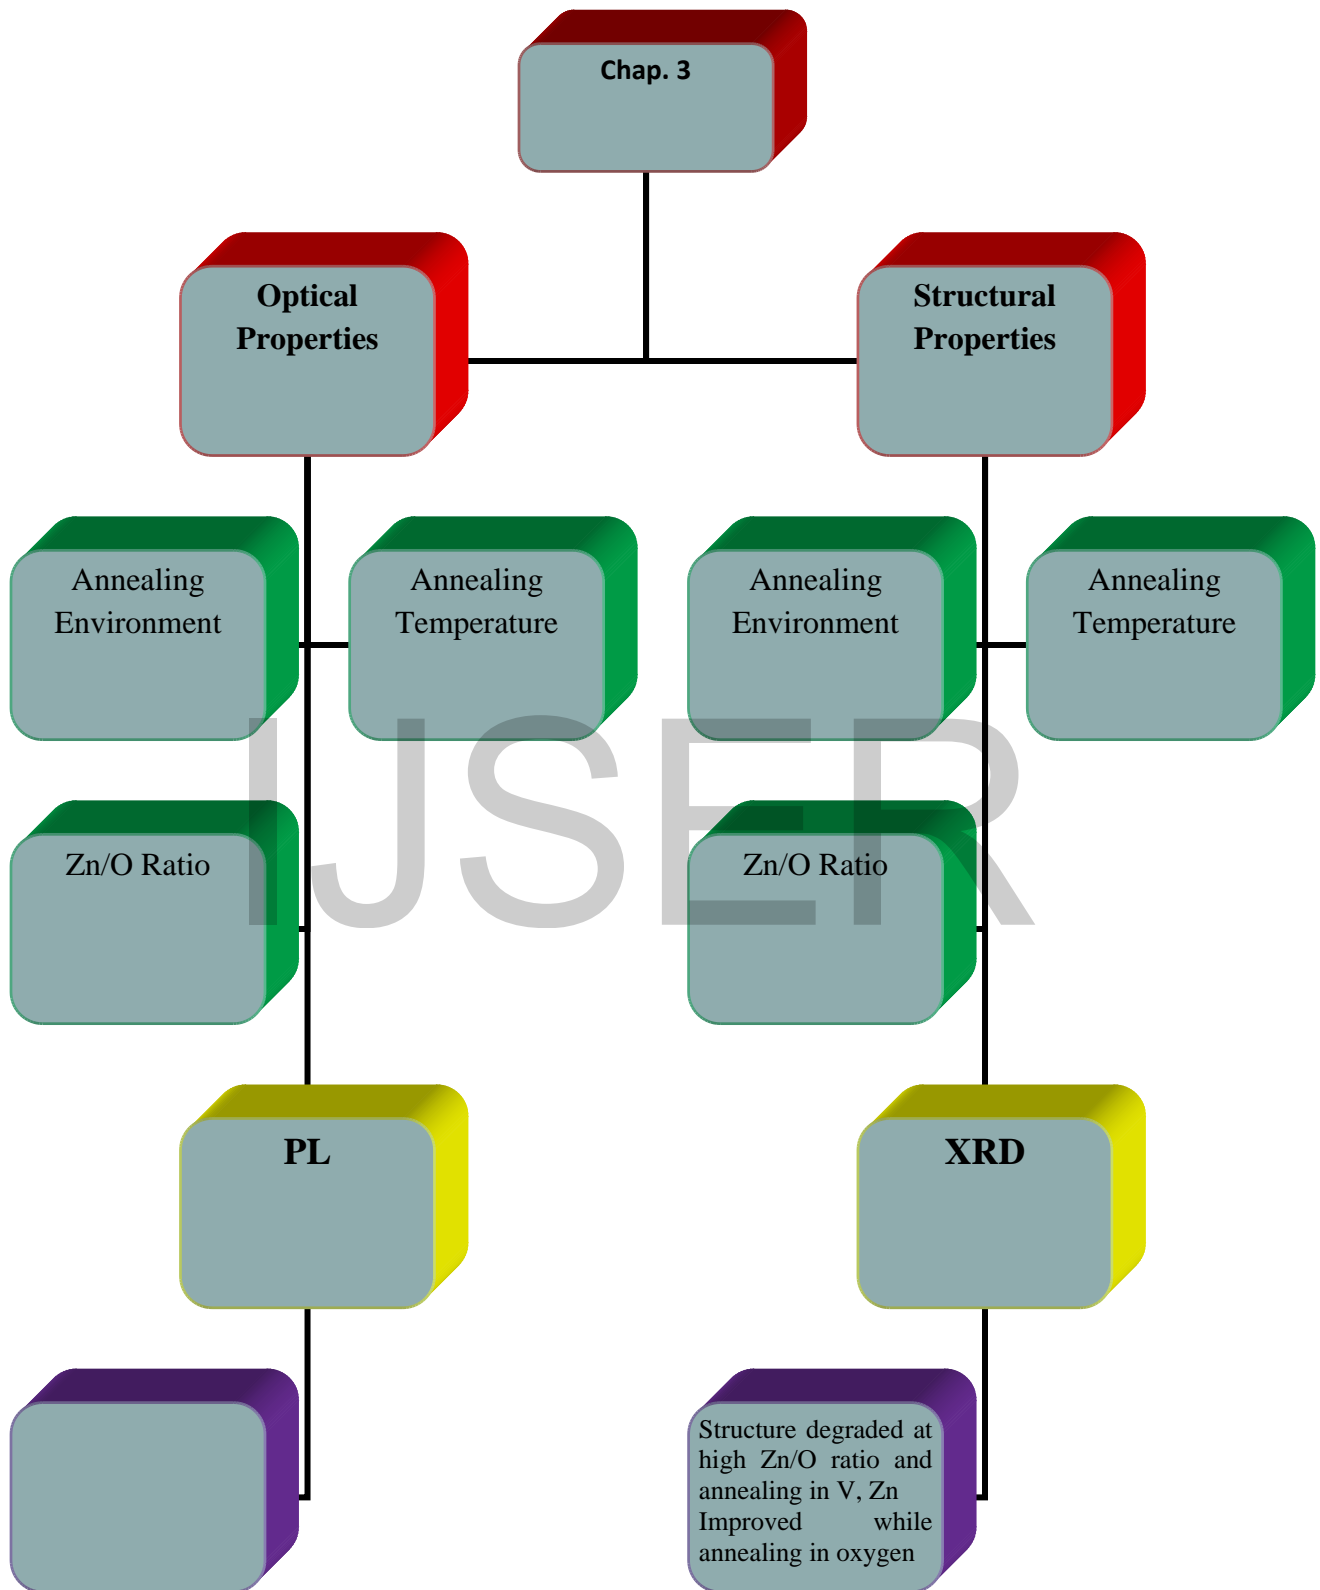 Chap. 3
Optical
Properties
Structural
Properties
Annealing
Environment
Annealing
Temperature
Annealing
Environment
Annealing
Temperature
IJSER
Zn/O Ratio
Zn/O Ratio
PL
XRD
Structure degraded at
high Zn/O ratio and
annealing in V, Zn
Improved while
annealing in oxygen